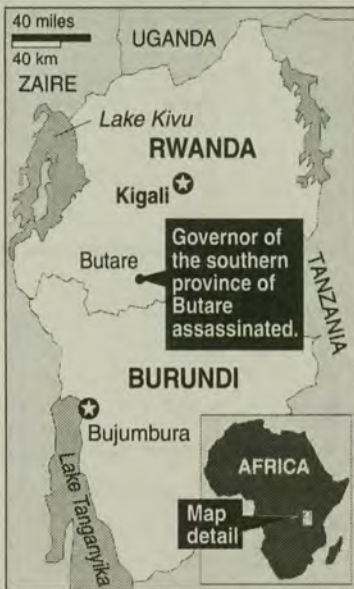 40 miles
40 km
UGANDA
ZAIRE
Lake Kivu
RWANDA
Kigali
Butare
Governor of
the southern
province of
Butare
assassinated.
TANZANIA
BURUNDI
Bujumbura
Lake Tanganyika
AFRICA
Map
detail